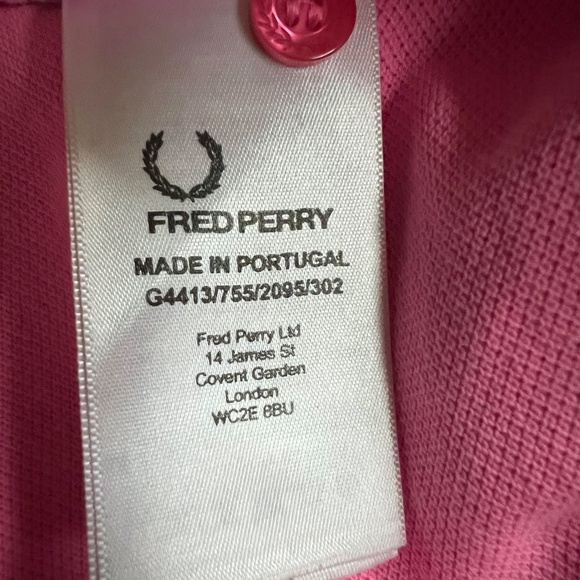 FRED PERRY
MADE IN PORTUGAL
G4413/755/2095/302
Fred Perry Ltd
14 James St
Covent Garden
London
WC2E 8BU